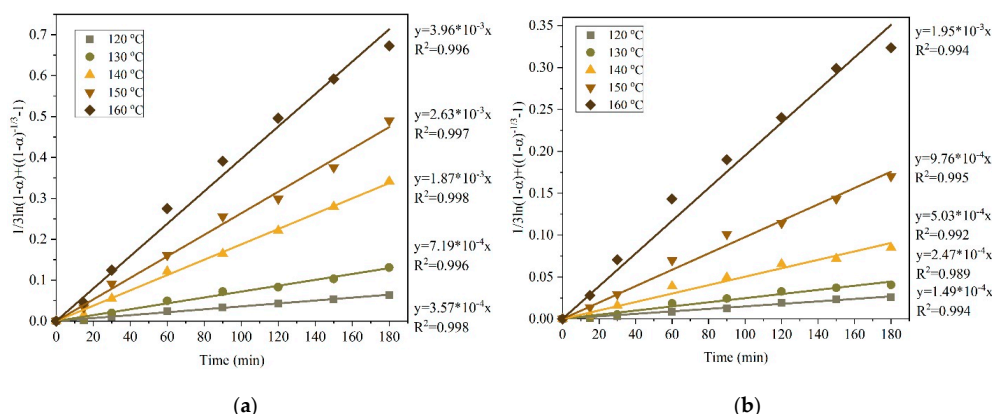 1/3ln(1-α)+((1-α)^-1/3-1)
0.7
0.6
0.5
0.4
0.3
0.2
0.1
0.0
120 °C
130 °C
140 °C
150 °C
160 °C
y=3.96*10^-3x
R²=0.996
y=2.63*10^-3x
R²=0.997
y=1.87*10^-3x
R²=0.998
y=7.19*10^-4x
R²=0.996
y=3.57*10^-4x
R²=0.998
0 20 40 60 80 100 120 140 160 180
Time (min)
(a)
1/3ln(1-α)+((1-α)^-1/3-1)
0.35
0.30
0.25
0.20
0.15
0.10
0.05
0.00
120 °C
130 °C
140 °C
150 °C
160 °C
y=1.95*10^-3x
R²=0.994
y=9.76*10^-4x
R²=0.995
y=5.03*10^-4x
R²=0.992
y=2.47*10^-4x
R²=0.989
y=1.49*10^-4x
R²=0.994
0 20 40 60 80 100 120 140 160 180
Time (min)
(b)